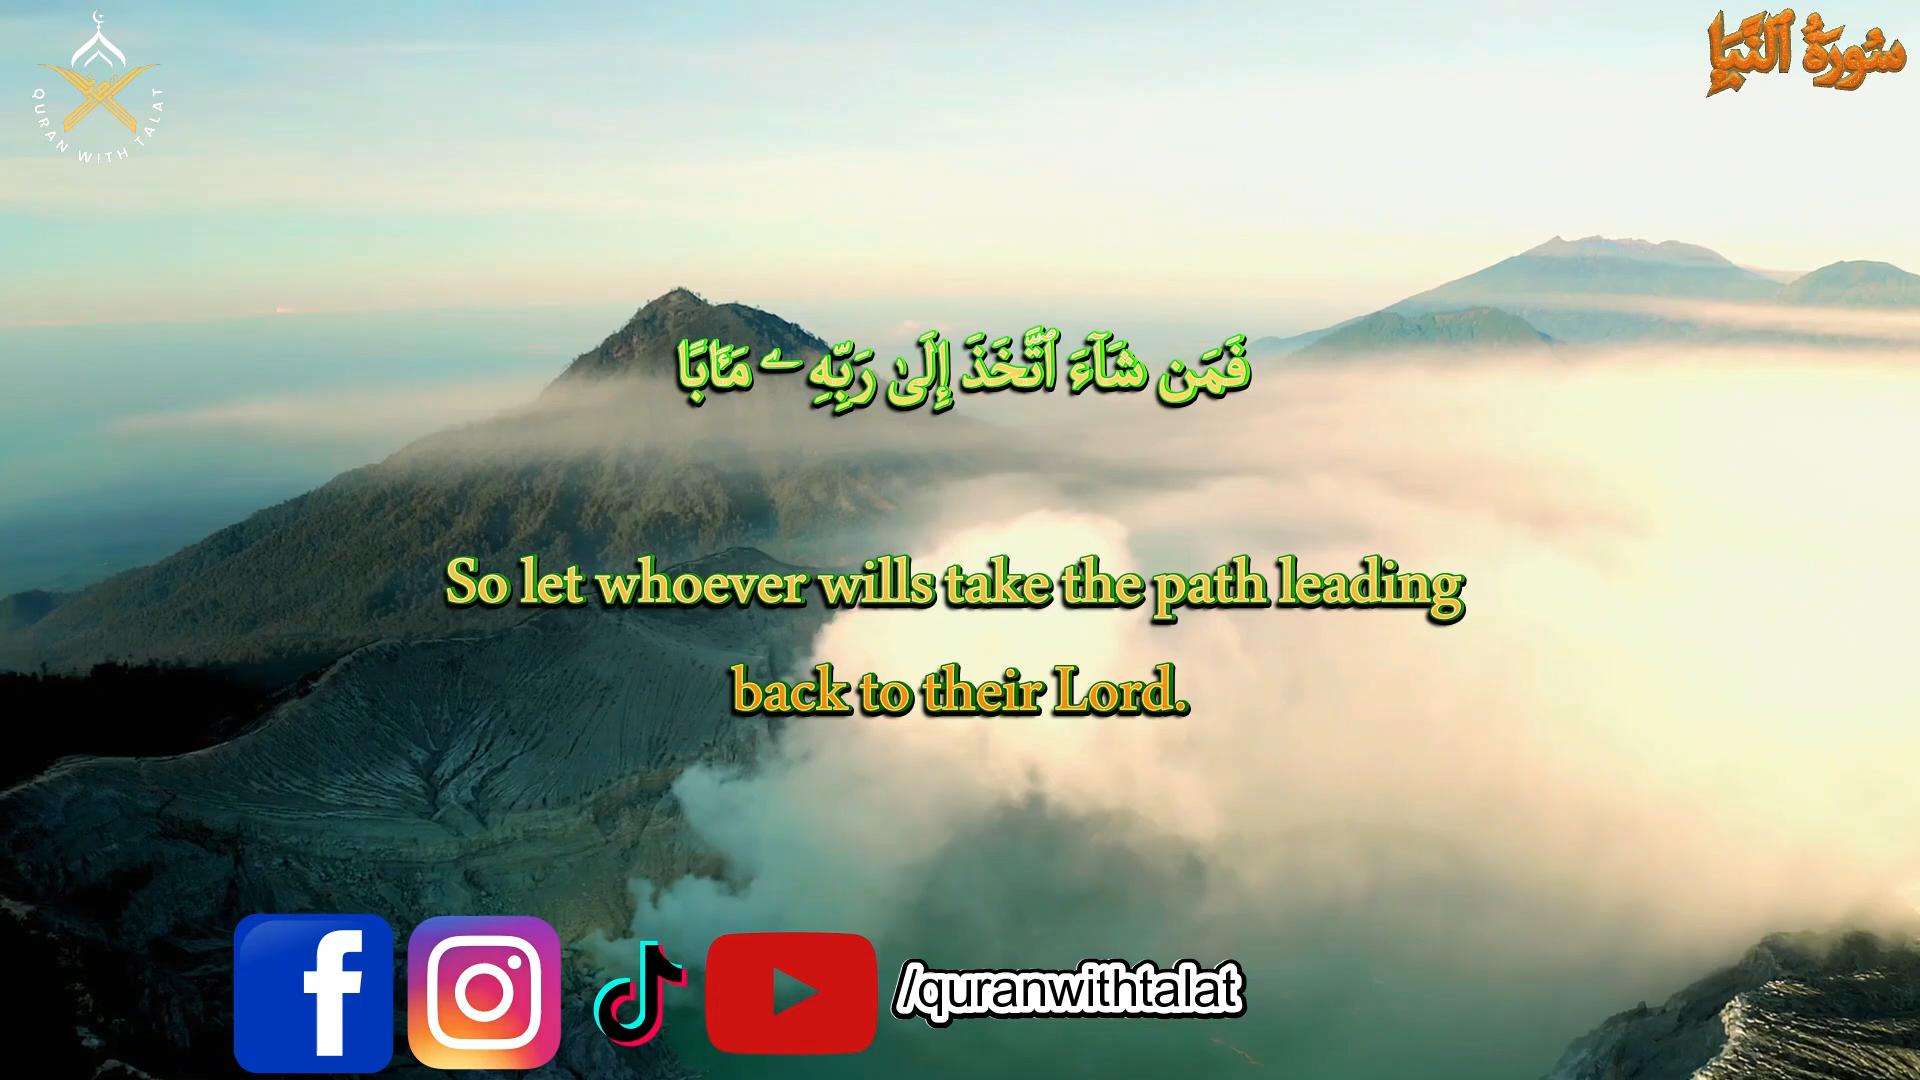 QURAN WITH TALAT
سُورَةُ ٱلنَّبَإِ
فَمَن شَآءَ ٱتَّخَذَ إِلَىٰ رَبِّهِۦ مَـَٔابًا
So let whoever wills take the path leading
back to their Lord.
/quranwithtalat